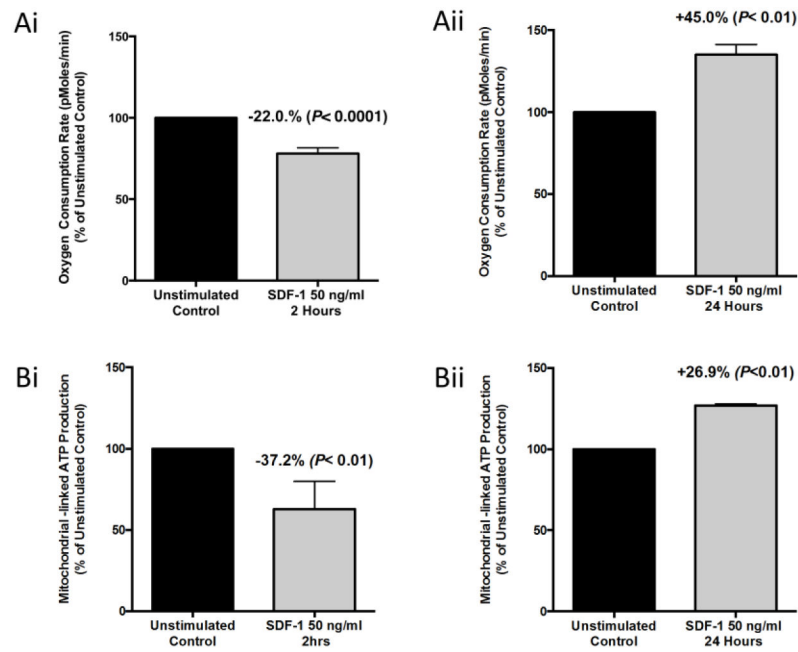 Ai
Oxygen Consumption Rate (pMoles/min)
(% of Unstimulated Control)
150
100
50
0
-22.0.% (P< 0.0001)
Unstimulated
Control
SDF-1 50 ng/ml
2 Hours
Aii
Oxygen Consumption Rate (pMoles/min)
(% of Unstimulated Control)
150
100
50
0
+45.0% (P< 0.01)
Unstimulated
Control
SDF-1 50 ng/ml
24 Hours
Bi
Mitochondrial -linked ATP Production
(% of Unstimulated Control)
150
100
50
0
-37.2% (P< 0.01)
Unstimulated
Control
SDF-1 50 ng/ml
2hrs
Bii
Mitochondrial-linked ATP Production
(% of Unstimulated Control)
150
100
50
0
+26.9% (P<0.01)
Unstimulated
Control
SDF-1 50 ng/ml
24 Hours